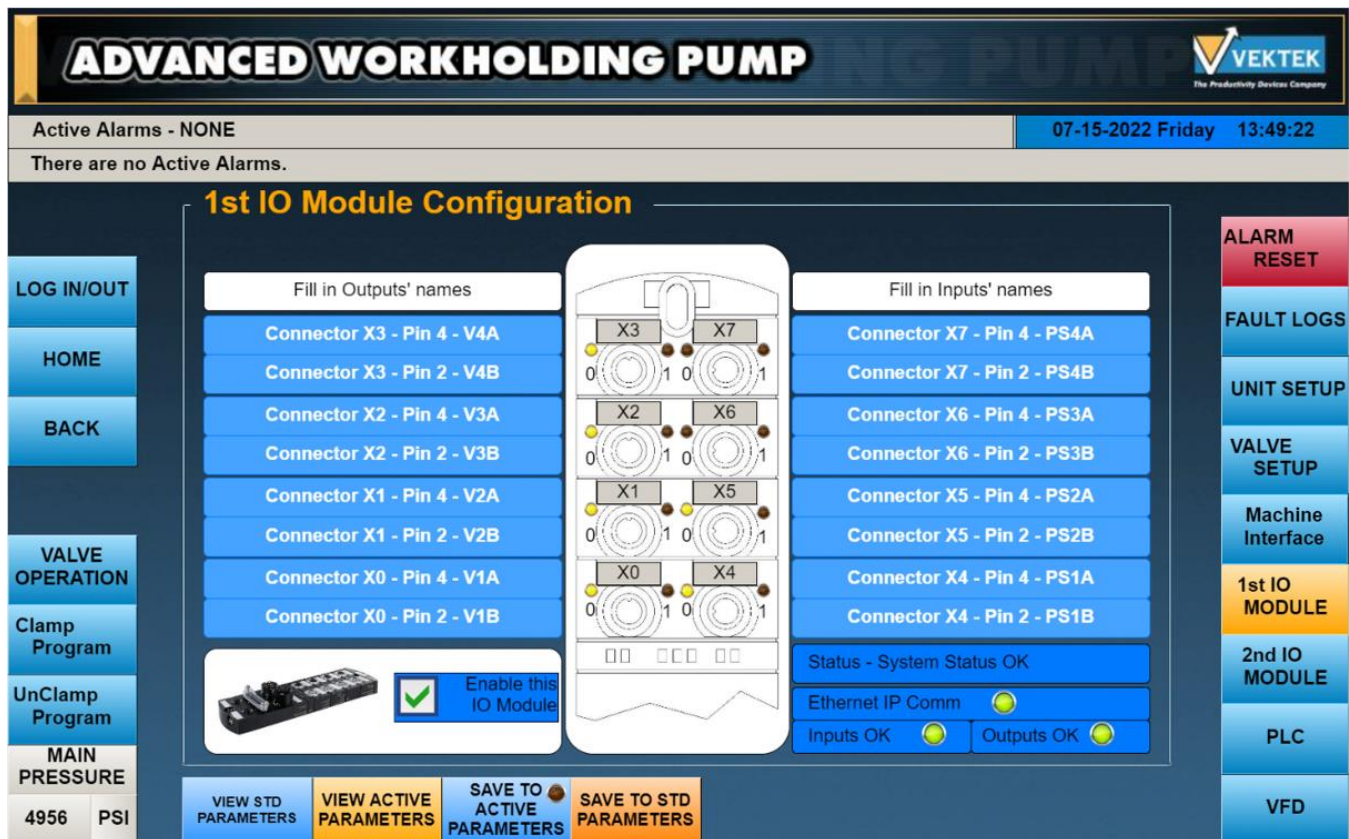 ADVANCED WORKHOLDING PUMP
NG PUMP
VEKTEK
The Productivity Devices Company
Active Alarms - NONE
07-15-2022 Friday 13:49:22
There are no Active Alarms.
1st IO Module Configuration
LOG IN/OUT
HOME
BACK
VALVE
OPERATION
Clamp
Program
UnClamp
Program
MAIN
PRESSURE
4956 PSI
Fill in Outputs' names
Connector X3 - Pin 4 - V4A
Connector X3 - Pin 2 - V4B
Connector X2 - Pin 4 - V3A
Connector X2 - Pin 2 - V3B
Connector X1 - Pin 4 - V2A
Connector X1 - Pin 2 - V2B
Connector X0 - Pin 4 - V1A
Connector X0 - Pin 2 - V1B
Enable this
IO Module
X3 X7
0 1 0 1
X2 X6
0 1 0 1
X1 X5
0 1 0 1
X0 X4
0 1 0 1
Fill in Inputs' names
Connector X7 - Pin 4 - PS4A
Connector X7 - Pin 2 - PS4B
Connector X6 - Pin 4 - PS3A
Connector X6 - Pin 2 - PS3B
Connector X5 - Pin 4 - PS2A
Connector X5 - Pin 2 - PS2B
Connector X4 - Pin 4 - PS1A
Connector X4 - Pin 2 - PS1B
Status - System Status OK
Ethernet IP Comm
Inputs OK
Outputs OK
VIEW STD
PARAMETERS
VIEW ACTIVE
PARAMETERS
SAVE TO
ACTIVE
PARAMETERS
SAVE TO STD
PARAMETERS
ALARM
RESET
FAULT LOGS
UNIT SETUP
VALVE
SETUP
Machine
Interface
1st IO
MODULE
2nd IO
MODULE
PLC
VFD